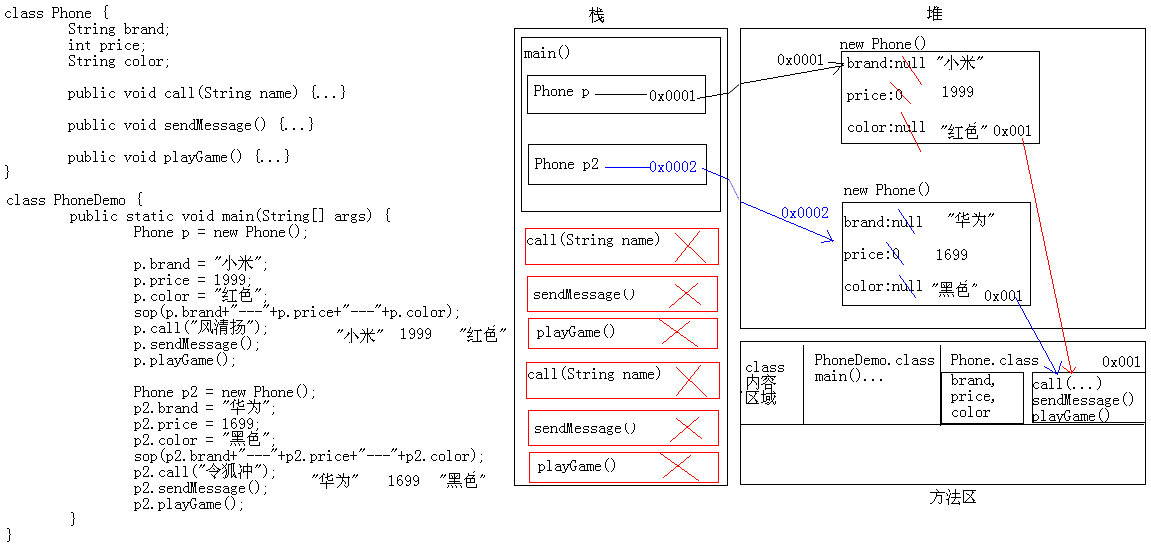 class Phone {
String brand;
int price;
String color;
public void call(String name) {...}
public void sendMessage() {...}
public void playGame() {...}
}
class PhoneDemo {
public static void main(String[] args) {
Phone p = new Phone();
p.brand = "小米";
p.price = 1999;
p.color = "红色";
sop(p.brand+"---"+p.price+"---"+p.color);
p.call("风清扬");
"小米" 1999 "红色"
p.sendMessage();
p.playGame();
Phone p2 = new Phone();
p2.brand = "华为";
p2.price = 1699;
p2.color = "黑色";
sop(p2.brand+"---"+p2.price+"---"+p2.color);
p2.call("令狐冲");
"华为" 1699 "黑色"
p2.sendMessage();
p2.playGame();
}
}
栈
main()
Phone p 0x0001
Phone p2 0x0002
call(String name)
sendMessage()
playGame()
call(String name)
sendMessage()
playGame()
堆
0x0001
new Phone()
brand:null "小米"
price:0 1999
color:null "红色" 0x001
0x0002
new Phone()
brand:null "华为"
price:0 1699
color:null "黑色" 0x001
class
内容
区域
PhoneDemo.class
main()...
Phone.class
brand,
price,
color
0x001
call(...)
sendMessage()
playGame()
方法区